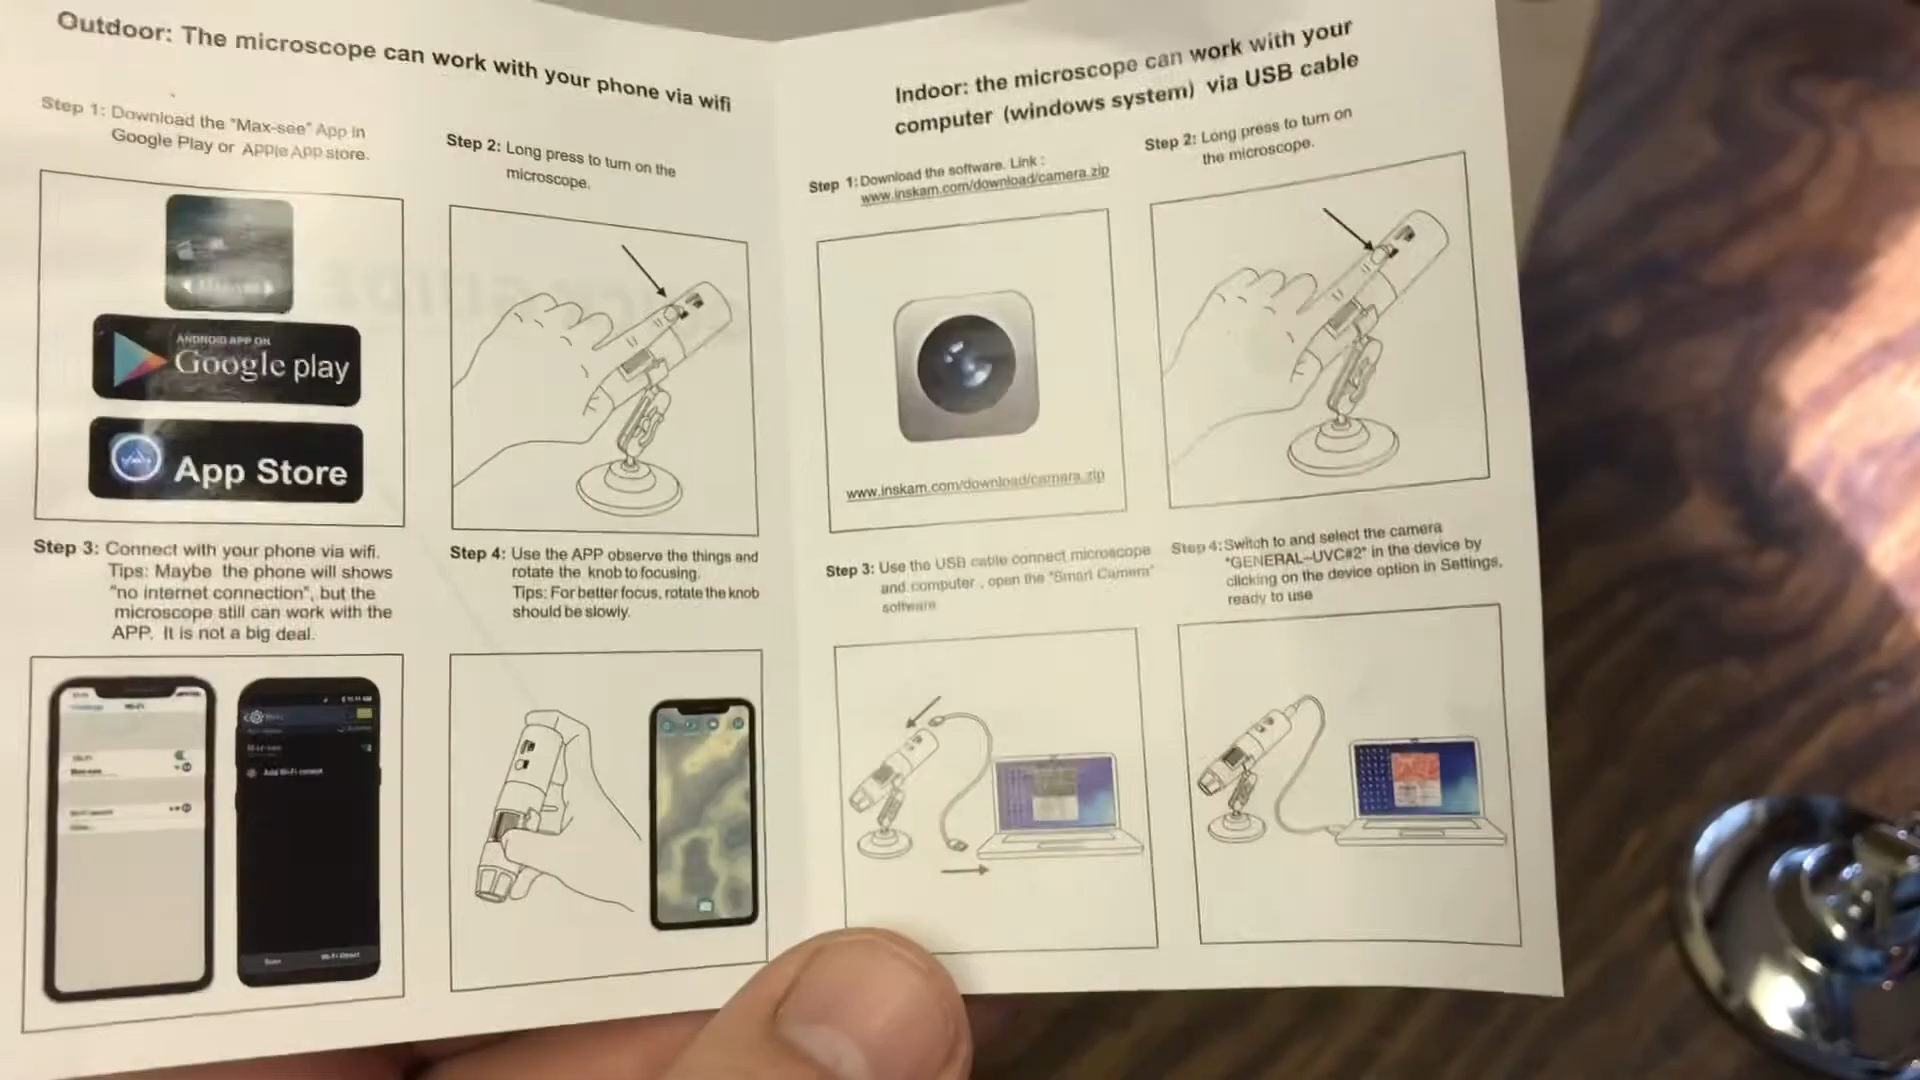 Outdoor: The microscope can work with your phone via wifi
Step 1: Download the "Max-see" App in
Google Play or APPle APP store.
Step 2: Long press to turn on the
microscope.
ANDROID APP ON
Google play
App Store
Step 3: Connect with your phone via wifi.
Tips: Maybe the phone will shows
"no internet connection", but the
microscope still can work with the
APP. It is not a big deal.
Step 4: Use the APP observe the things and
rotate the knob to focusing.
Tips: For better focus, rotate the knob
should be slowly.
Indoor: the microscope can work with your
computer (windows system) via USB cable
Step 1: Download the software. Link :
www.inskam.com/download/camera.zip
Step 2: Long press to turn on
the microscope.
www.inskam.com/download/camera.zip
Step 3: Use the USB cable connect microscope
and computer , open the "Smart Camera"
software
Step 4: Switch to and select the camera
"GENERAL-UVC#2" in the device by
clicking on the device option in Settings,
ready to use